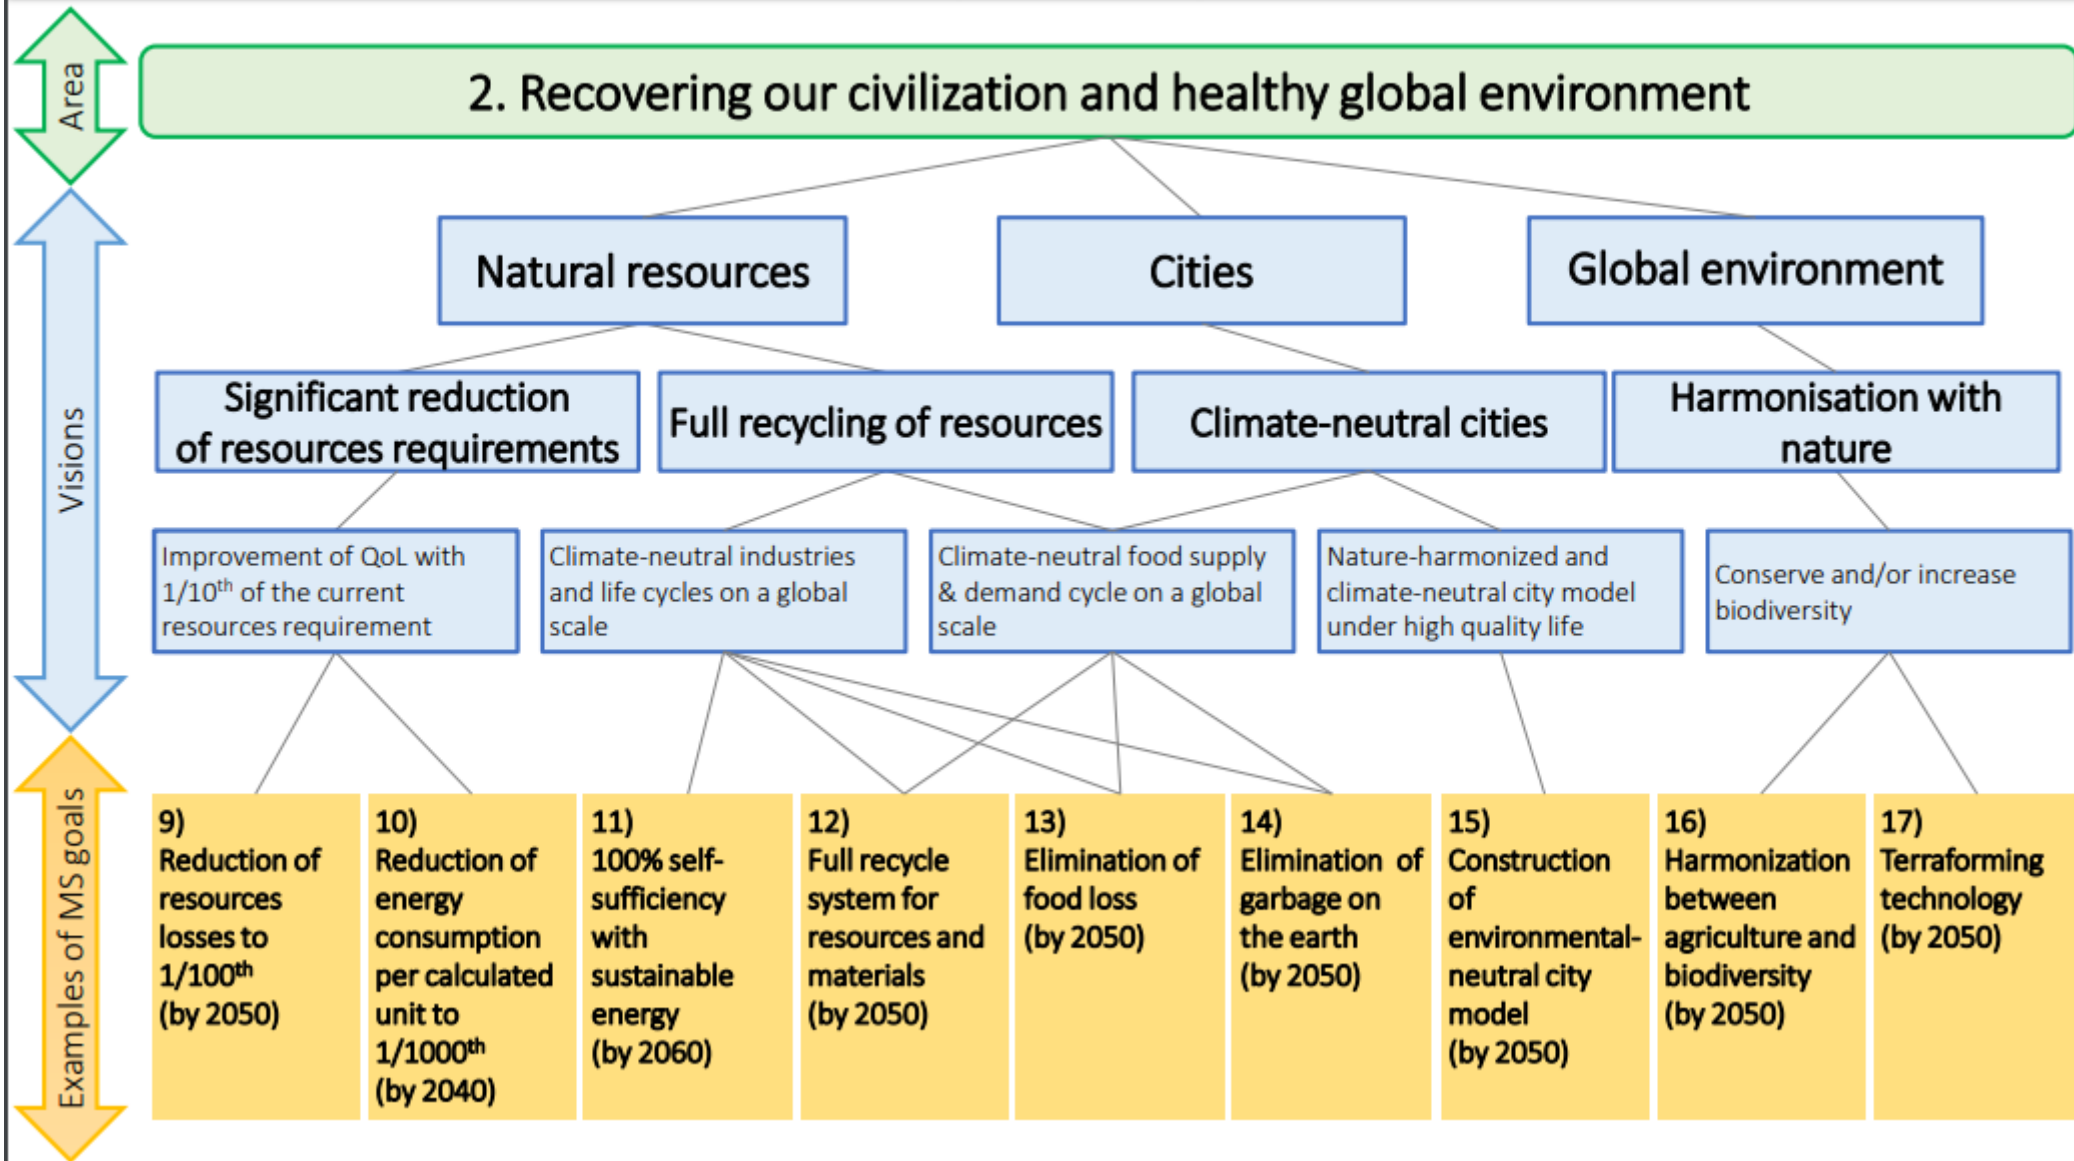 Area
2. Recovering our civilization and healthy global environment
Visions
Natural resources
Cities
Global environment
Significant reduction
of resources requirements
Full recycling of resources
Climate-neutral cities
Harmonisation with
nature
Improvement of QoL with
1/10th of the current
resources requirement
Climate-neutral industries
and life cycles on a global
scale
Climate-neutral food supply
& demand cycle on a global
scale
Nature-harmonized and
climate-neutral city model
under high quality life
Conserve and/or increase
biodiversity
Examples of MS goals
9)
Reduction of
resources
losses to
1/100th
(by 2050)
10)
Reduction of
energy
consumption
per calculated
unit to
1/1000th
(by 2040)
11)
100% self-
sufficiency
with
sustainable
energy
(by 2060)
12)
Full recycle
system for
resources and
materials
(by 2050)
13)
Elimination of
food loss
(by 2050)
14)
Elimination of
garbage on
the earth
(by 2050)
15)
Construction
of
environmental-
neutral city
model
(by 2050)
16)
Harmonization
between
agriculture and
biodiversity
(by 2050)
17)
Terraforming
technology
(by 2050)